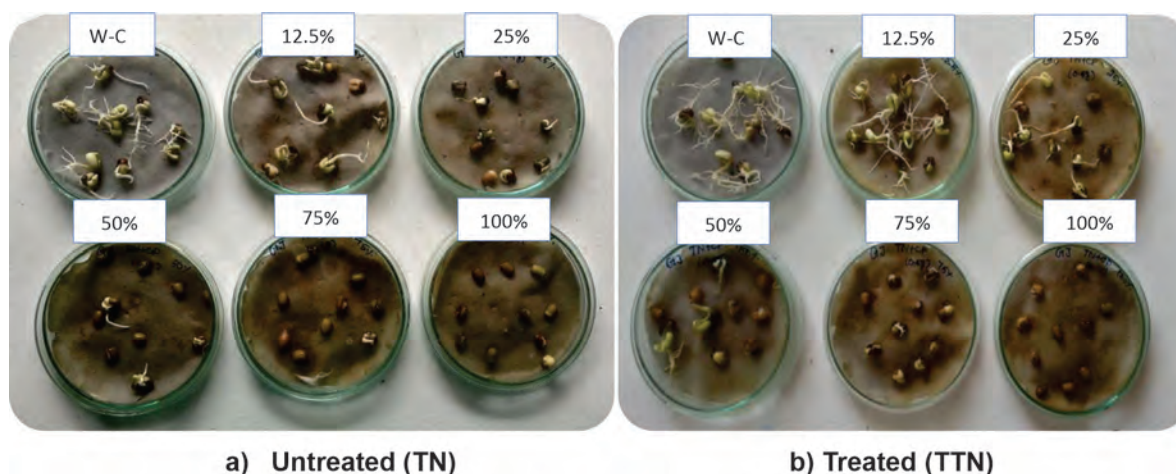 W-C 12.5% 25%
50% 75% 100%
W-C 12.5% 25%
50% 75% 100%
a) Untreated (TN)
b) Treated (TTN)